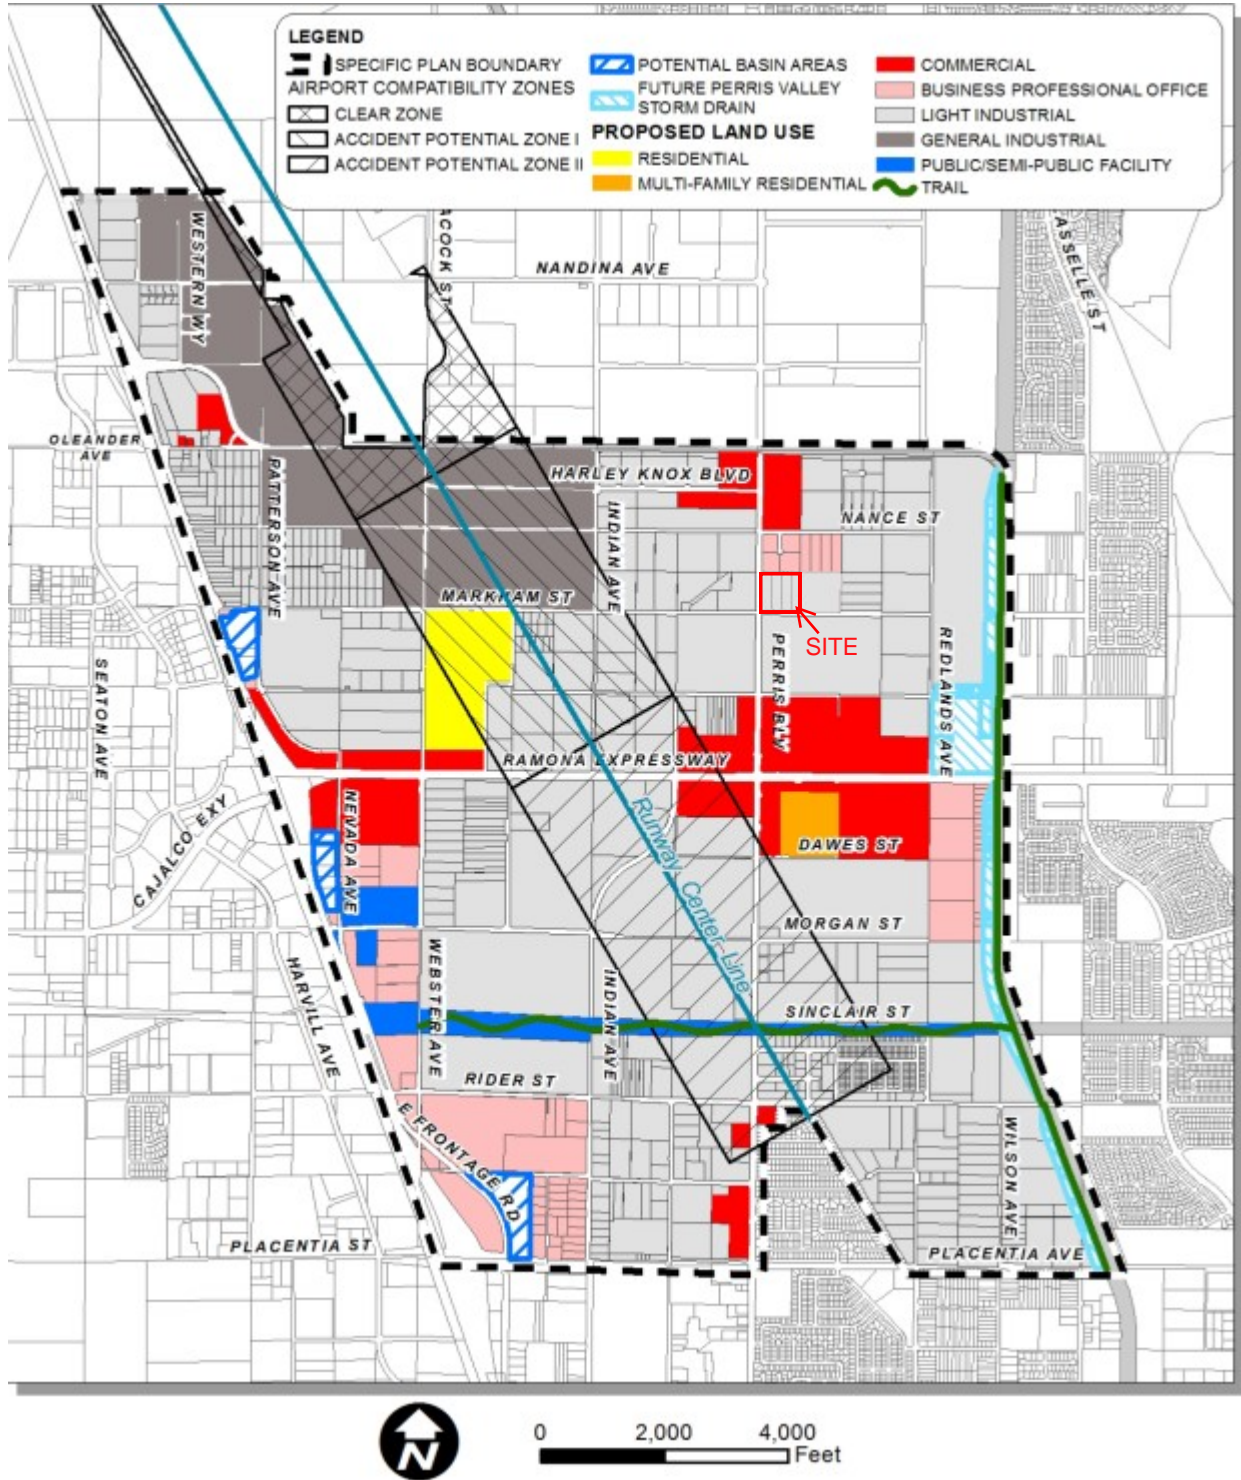 LEGEND
SPECIFIC PLAN BOUNDARY
AIRPORT COMPATIBILITY ZONES
CLEAR ZONE
ACCIDENT POTENTIAL ZONE I
ACCIDENT POTENTIAL ZONE II
POTENTIAL BASIN AREAS
FUTURE PERRIS VALLEY
STORM DRAIN
PROPOSED LAND USE
RESIDENTIAL
MULTI-FAMILY RESIDENTIAL
COMMERCIAL
BUSINESS PROFESSIONAL OFFICE
LIGHT INDUSTRIAL
GENERAL INDUSTRIAL
PUBLIC/SEMI-PUBLIC FACILITY
TRAIL
WESTERN WY
ACOCK ST
NANDINA AVE
ASSELLE ST
OLEANDER
AVE
PATTERSON AVE
HARLEY KNOX BLVD
INDIAN AVE
NANCE ST
MARKHAM ST
SITE
PERRIS BLV
REDLANDS AVE
SEATON AVE
RAMONA EXPRESSWAY
CAJALCO EXY
NEVADA AVE
Runway Center Line
DAWES ST
MORGAN ST
HARVILL AVE
WEBSTER AVE
INDIAN AVE
SINCLAIR ST
RIDER ST
E FRONTAGE RD
WILSON AVE
PLACENTIA ST
PLACENTIA AVE
N
0 2,000 4,000
Feet